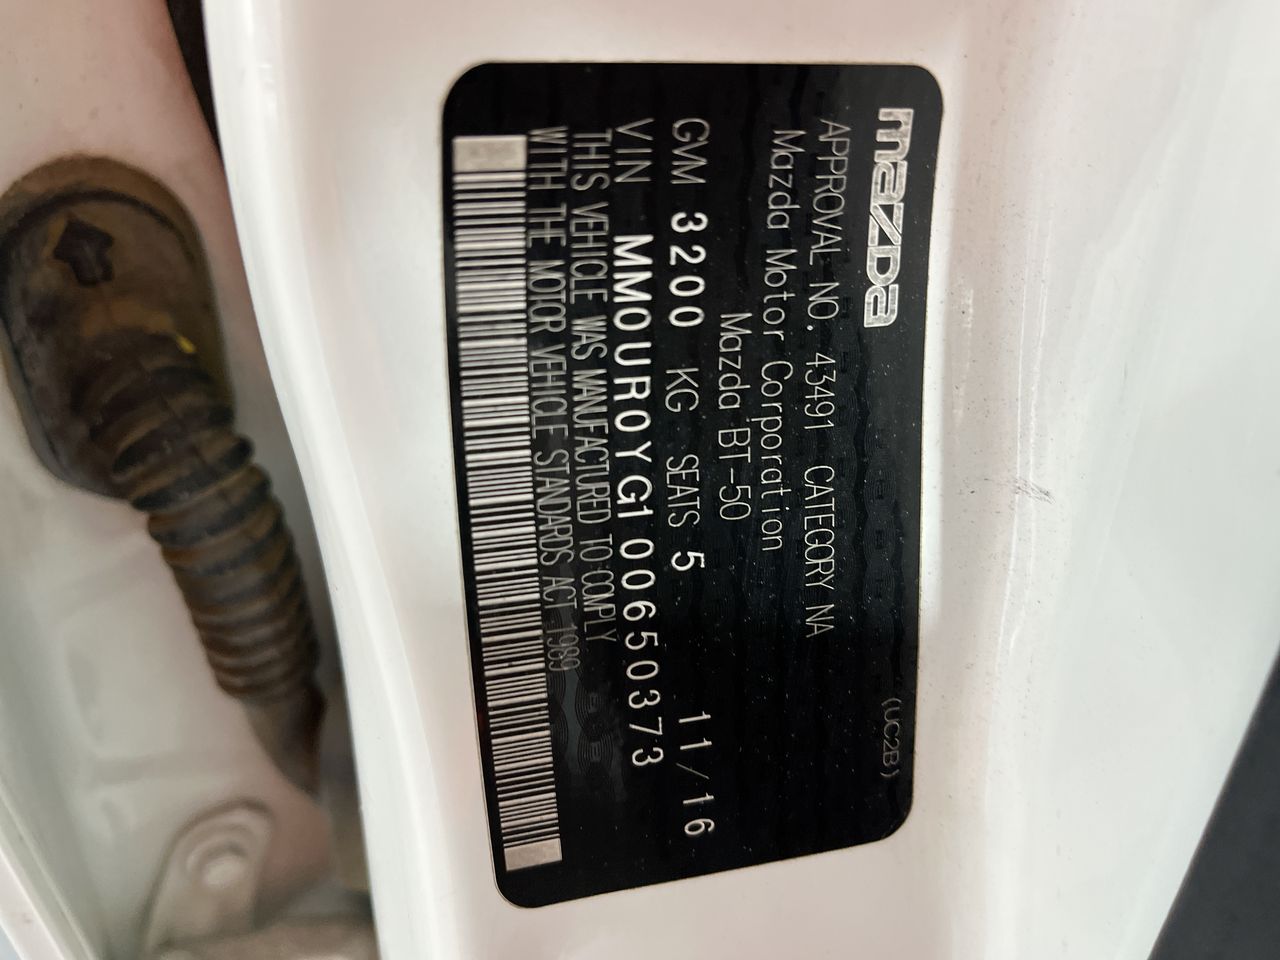 mazda
(UC2B)
APPROVAL NO. 43491 CATEGORY NA
Mazda Motor Corporation
Mazda BT-50
GVM 3200 KG SEATS 5 11/16
VIN MM0UR0YG100650373
THIS VEHICLE WAS MANUFACTURED TO COMPLY
WITH THE MOTOR VEHICLE STANDARDS ACT 1989